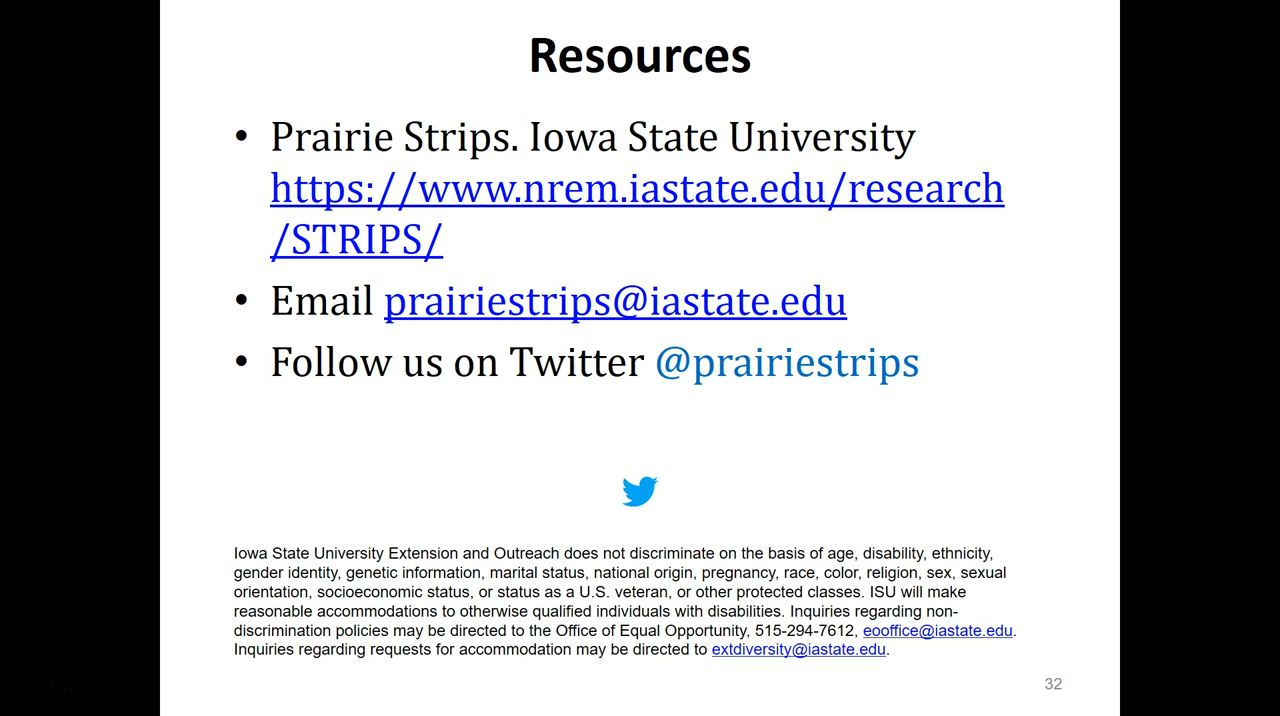 Resources
• Prairie Strips. Iowa State University
https://www.nrem.iastate.edu/research
/STRIPS/
• Email prairiestrips@iastate.edu
• Follow us on Twitter @prairiestrips
Iowa State University Extension and Outreach does not discriminate on the basis of age, disability, ethnicity,
gender identity, genetic information, marital status, national origin, pregnancy, race, color, religion, sex, sexual
orientation, socioeconomic status, or status as a U.S. veteran, or other protected classes. ISU will make
reasonable accommodations to otherwise qualified individuals with disabilities. Inquiries regarding non-
discrimination policies may be directed to the Office of Equal Opportunity, 515-294-7612, eooffice@iastate.edu.
Inquiries regarding requests for accommodation may be directed to extdiversity@iastate.edu.
32